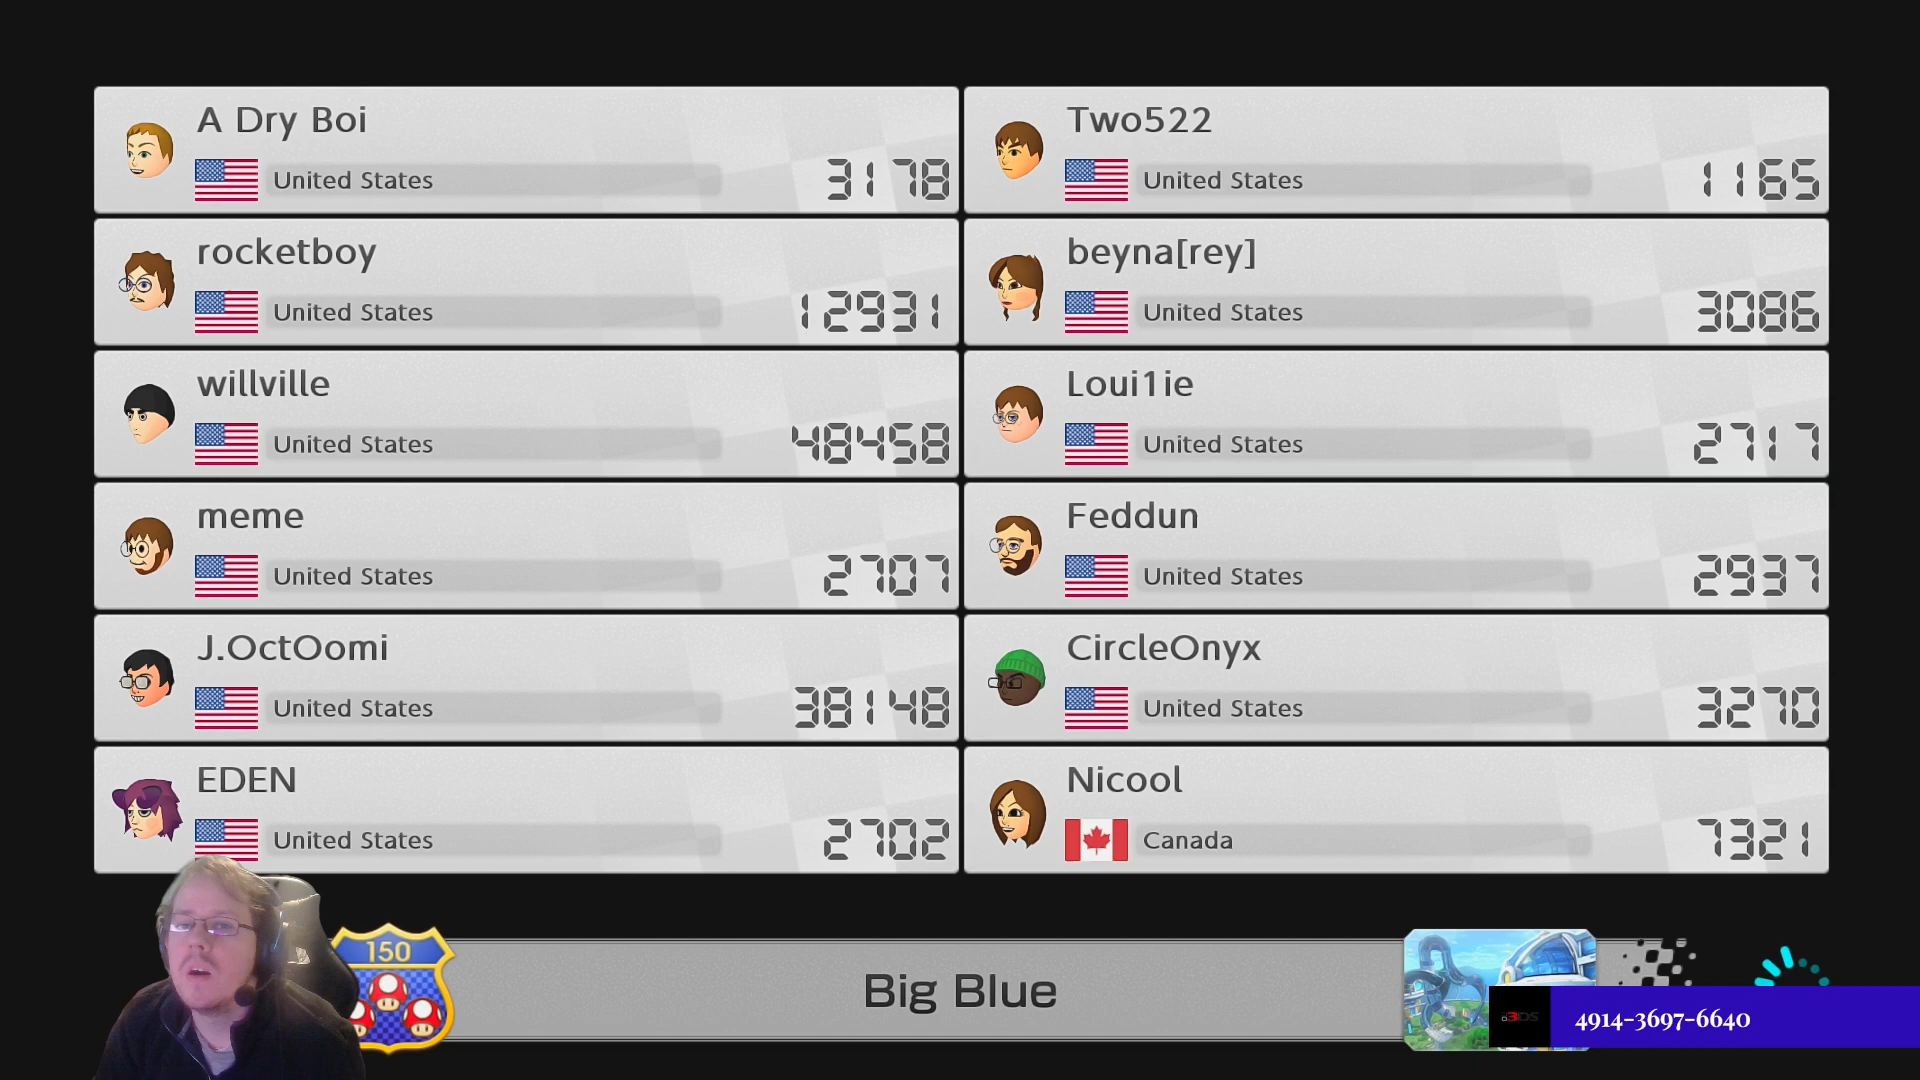 A Dry Boi
United States
3178
Two522
United States
1165
rocketboy
United States
12931
beyna[rey]
United States
3086
willville
United States
48458
Loui1ie
United States
2717
meme
United States
2707
Feddun
United States
2937
J.OctOomi
United States
38148
CircleOnyx
United States
3270
EDEN
United States
2702
Nicool
Canada
7321
150
Big Blue
3DS
4914-3697-6640